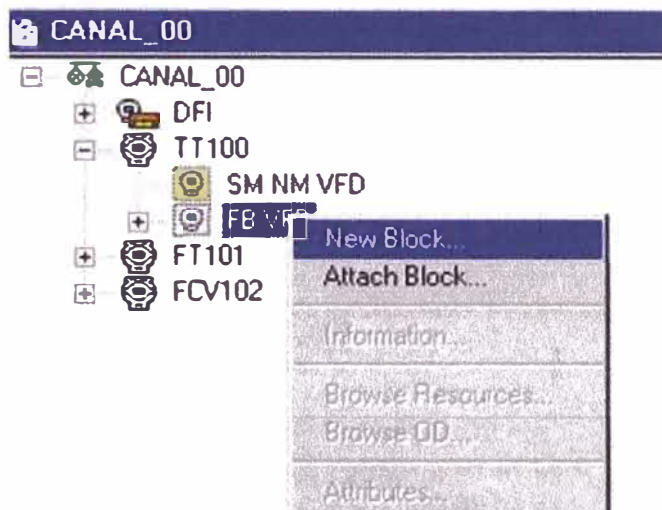 CANAL_00
CANAL_00
DFI
TT100
SM NM VFD
FB VFD
New Block...
FT101
Attach Block...
FCV102
Information...
Browse Resources...
Browse OD...
Attributes...